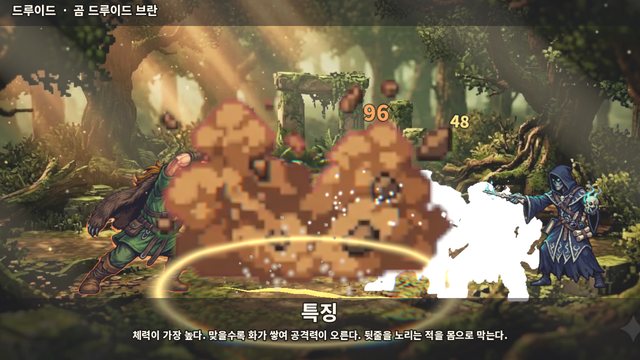 드루이드 · 곰 드루이드 브란
96
48
특징
체력이 가장 높다. 맞을수록 화가 쌓여 공격력이 오른다. 뒷줄을 노리는 적을 몸으로 막는다.